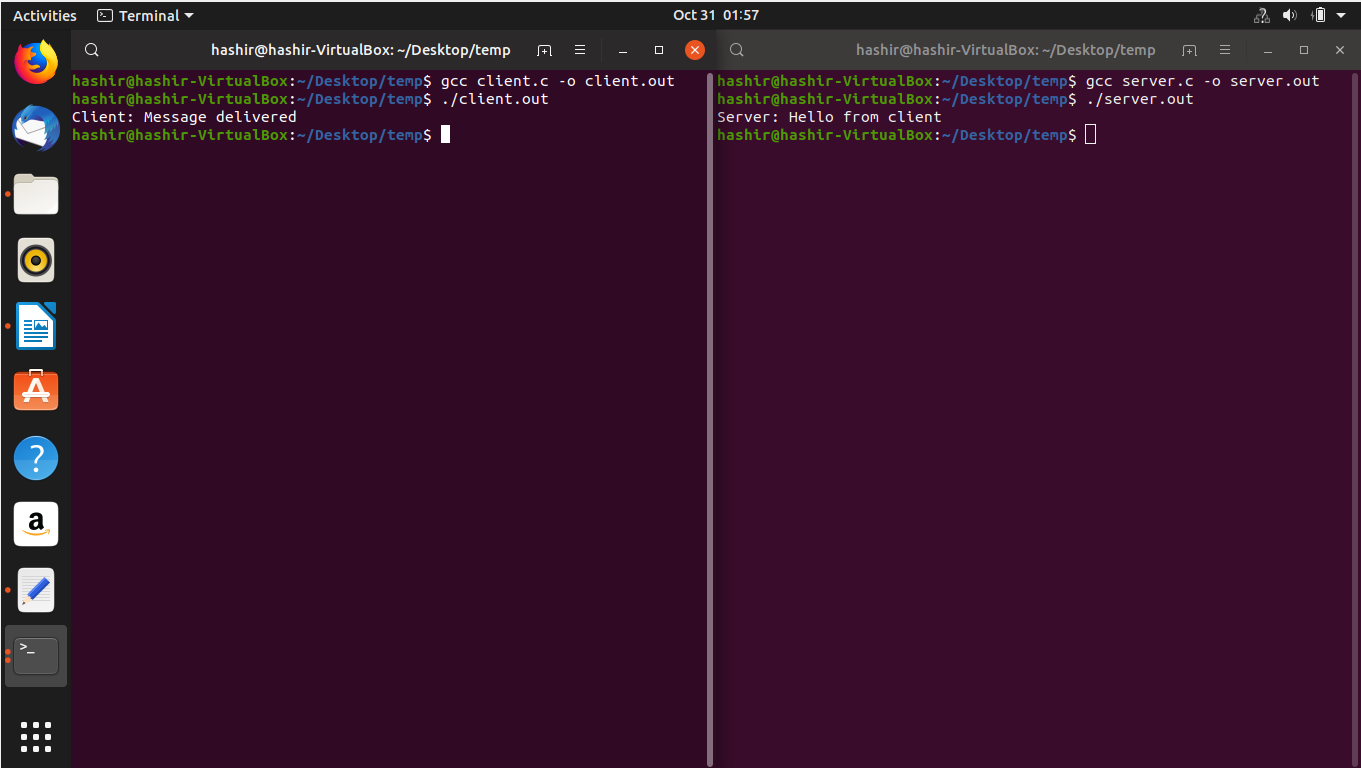 Activities Terminal Oct 31 01:57
hashir@hashir-VirtualBox: ~/Desktop/temp
hashir@hashir-VirtualBox:~/Desktop/temp$ gcc client.c -o client.out
hashir@hashir-VirtualBox:~/Desktop/temp$ ./client.out
Client: Message delivered
hashir@hashir-VirtualBox:~/Desktop/temp$
hashir@hashir-VirtualBox: ~/Desktop/temp
hashir@hashir-VirtualBox:~/Desktop/temp$ gcc server.c -o server.out
hashir@hashir-VirtualBox:~/Desktop/temp$ ./server.out
Server: Hello from client
hashir@hashir-VirtualBox:~/Desktop/temp$